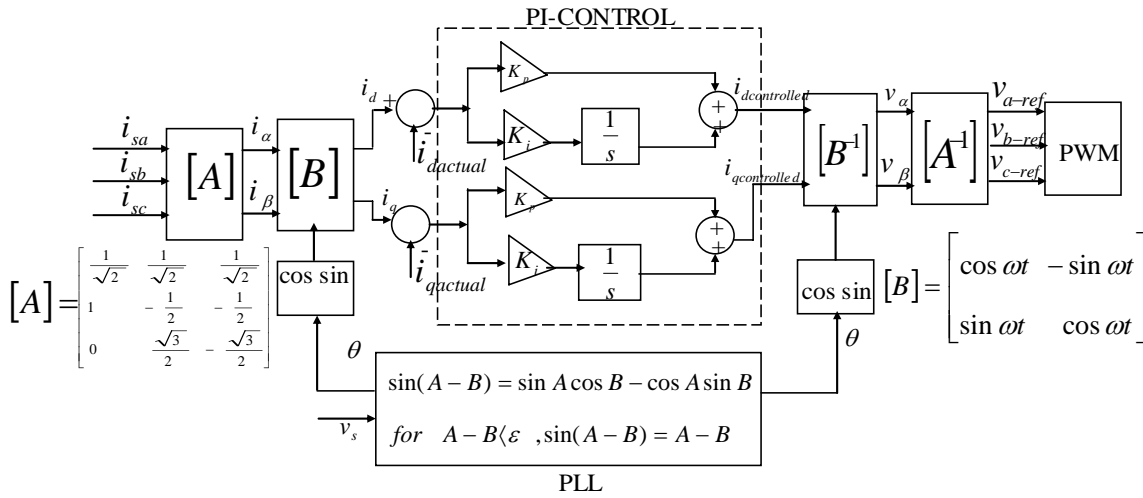 PI-CONTROL
i_sa
i_sb
i_sc
[A]
i_α
i_β
[B]
cos sin
θ
i_d +
-
i_dactual
i_q
-
i_qactual
K_p
K_i
1/s
+
+
K_p
K_i
1/s
+
+
i_dcontrolled
i_qcontrolled
[B^-1]
cos sin
θ
v_α
v_β
[A^-1]
v_a-ref
v_b-ref
v_c-ref
PWM
[A] = [1/√2 1/√2 1/√2
1 - 1/2 - 1/2
0 √3/2 - √3/2]
[B] = [cos ωt - sin ωt
sin ωt cos ωt]
v_s
sin(A - B) = sin A cos B - cos A sin B
for A - B⟨ε ,sin(A - B) = A - B
PLL